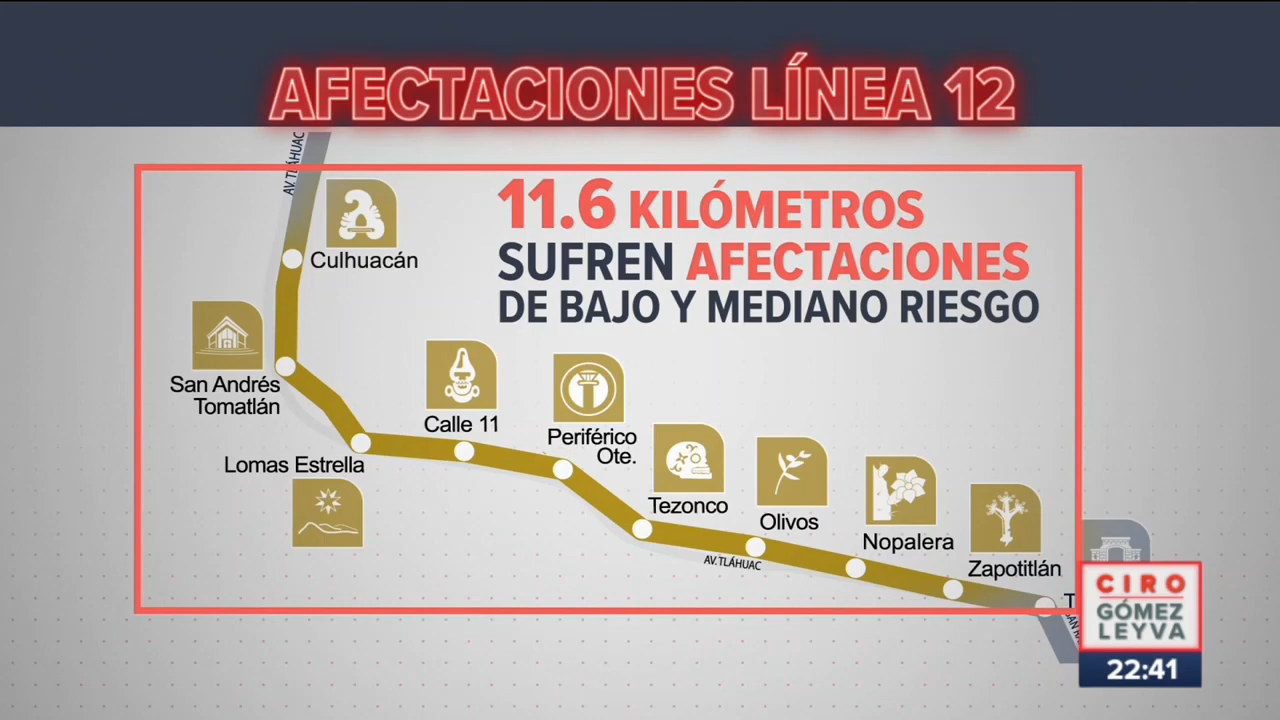 AFECTACIONES LÍNEA 12
AV. TLÁHUAC
11.6 KILÓMETROS
SUFREN AFECTACIONES
DE BAJO Y MEDIANO RIESGO
Culhuacán
San Andrés
Tomatlán
Lomas Estrella
Calle 11
Periférico
Ote.
Tezonco
Olivos
Nopalera
Zapotitlán
AV. TLÁHUAC
T
CIRO
GÓMEZ
LEYVA
22:41